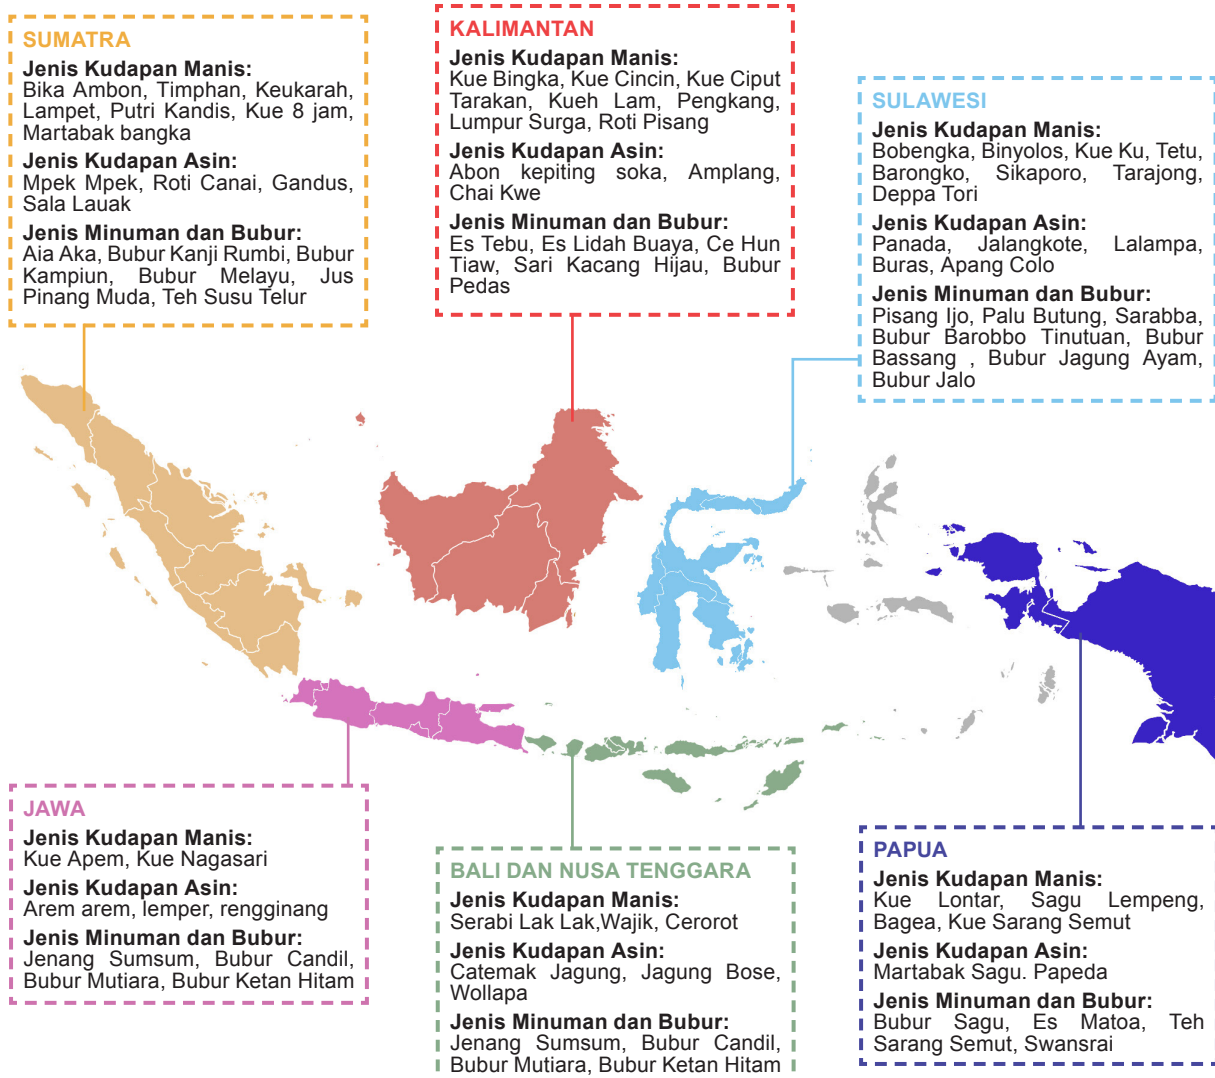 SUMATRA
Jenis Kudapan Manis:
Bika Ambon, Timphan, Keukarah,
Lampet, Putri Kandis, Kue 8 jam,
Martabak bangka
Jenis Kudapan Asin:
Mpek Mpek, Roti Canai, Gandus,
Sala Lauak
Jenis Minuman dan Bubur:
Aia Aka, Bubur Kanji Rumbi, Bubur
Kampiun, Bubur Melayu, Jus
Pinang Muda, Teh Susu Telur
KALIMANTAN
Jenis Kudapan Manis:
Kue Bingka, Kue Cincin, Kue Ciput
Tarakan, Kueh Lam, Pengkang,
Lumpur Surga, Roti Pisang
Jenis Kudapan Asin:
Abon kepiting soka, Amplang,
Chai Kwe
Jenis Minuman dan Bubur:
Es Tebu, Es Lidah Buaya, Ce Hun
Tiaw, Sari Kacang Hijau, Bubur
Pedas
SULAWESI
Jenis Kudapan Manis:
Bobengka, Binyolos, Kue Ku, Tetu,
Barongko, Sikaporo, Tarajong,
Deppa Tori
Jenis Kudapan Asin:
Panada, Jalangkote, Lalampa,
Buras, Apang Colo
Jenis Minuman dan Bubur:
Pisang Ijo, Palu Butung, Sarabba,
Bubur Barobbo Tinutuan, Bubur
Bassang , Bubur Jagung Ayam,
Bubur Jalo
JAWA
Jenis Kudapan Manis:
Kue Apem, Kue Nagasari
Jenis Kudapan Asin:
Arem arem, lemper, rengginang
Jenis Minuman dan Bubur:
Jenang Sumsum, Bubur Candil,
Bubur Mutiara, Bubur Ketan Hitam
BALI DAN NUSA TENGGARA
Jenis Kudapan Manis:
Serabi Lak Lak,Wajik, Cerorot
Jenis Kudapan Asin:
Catemak Jagung, Jagung Bose,
Wollapa
Jenis Minuman dan Bubur:
Jenang Sumsum, Bubur Candil,
Bubur Mutiara, Bubur Ketan Hitam
PAPUA
Jenis Kudapan Manis:
Kue Lontar, Sagu Lempeng,
Bagea, Kue Sarang Semut
Jenis Kudapan Asin:
Martabak Sagu. Papeda
Jenis Minuman dan Bubur:
Bubur Sagu, Es Matoa, Teh
Sarang Semut, Swansrai